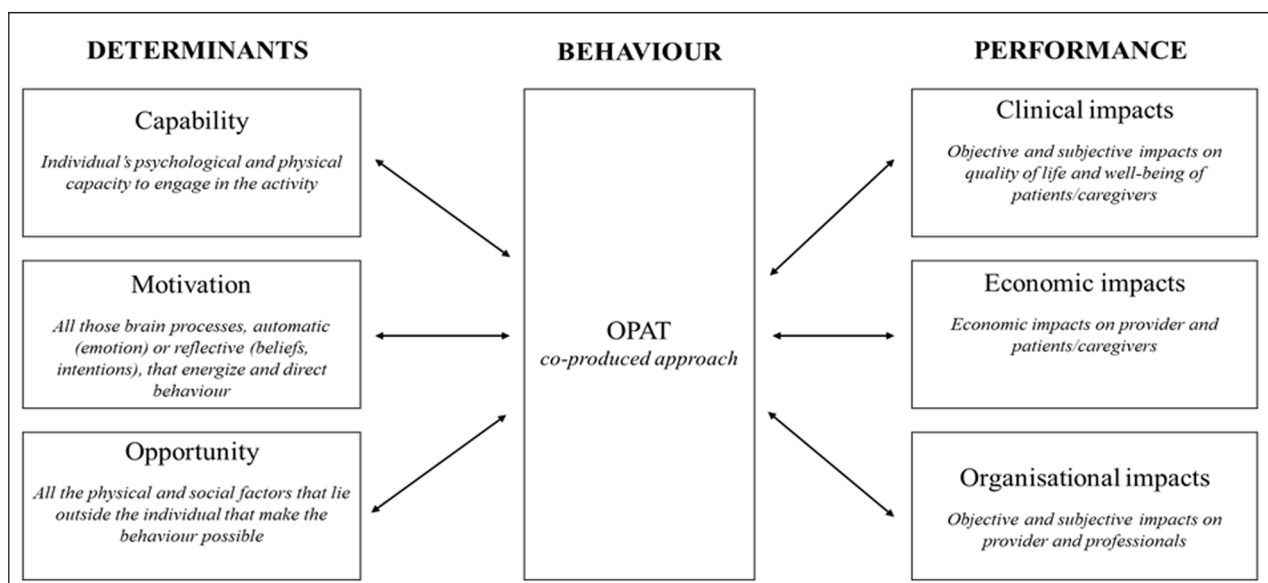 DETERMINANTS
Capability
Individual's psychological and physical
capacity to engage in the activity
Motivation
All those brain processes, automatic
(emotion) or reflective (beliefs,
intentions), that energize and direct
behaviour
Opportunity
All the physical and social factors that lie
outside the individual that make the
behaviour possible
BEHAVIOUR
OPAT
co-produced approach
PERFORMANCE
Clinical impacts
Objective and subjective impacts on
quality of life and well-being of
patients/caregivers
Economic impacts
Economic impacts on provider and
patients/caregivers
Organisational impacts
Objective and subjective impacts on
provider and professionals